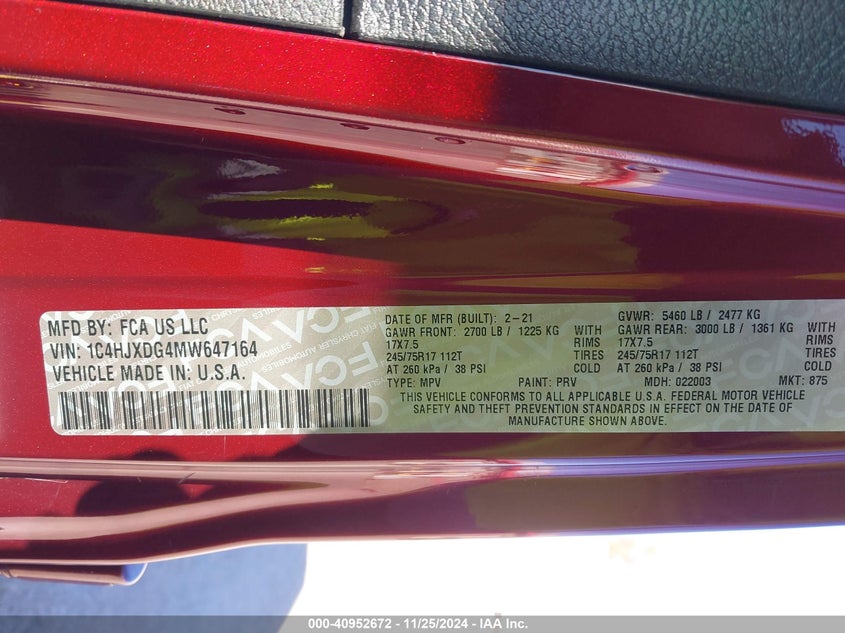 MFD BY: FCA US LLC
VIN: 1C4HJXDG4MW647164
VEHICLE MADE IN: U.S.A.
DATE OF MFR (BUILT): 2-21 GVWR: 5460 LB / 2477 KG
GAWR FRONT: 2700 LB / 1225 KG WITH GAWR REAR: 3000 LB / 1361 KG WITH
17X7.5 RIMS 17X7.5 RIMS
245/75R17 112T TIRES 245/75R17 112T TIRES
AT 260 kPa / 38 PSI COLD AT 260 kPa / 38 PSI COLD
TYPE: MPV PAINT: PRV MDH: 022003 MKT: 875
THIS VEHICLE CONFORMS TO ALL APPLICABLE U.S.A. FEDERAL MOTOR VEHICLE
SAFETY AND THEFT PREVENTION STANDARDS IN EFFECT ON THE DATE OF
MANUFACTURE SHOWN ABOVE.
000-40952672 - 11/25/2024 - IAA Inc.